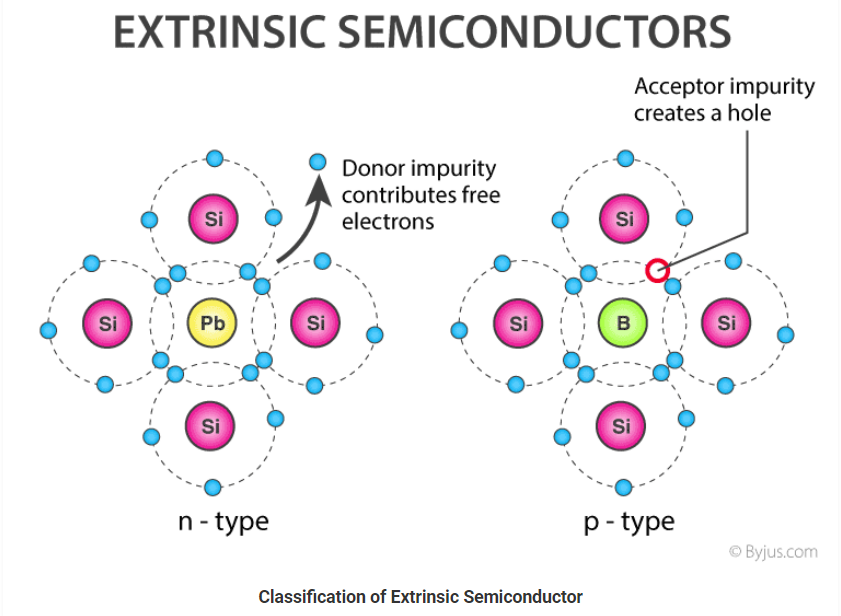 EXTRINSIC SEMICONDUCTORS
Acceptor impurity
creates a hole
Donor impurity
contributes free
electrons
Si
Si
Si
Pb
Si
Si
B
Si
Si
Si
n - type
p - type
© Byjus.com
Classification of Extrinsic Semiconductor